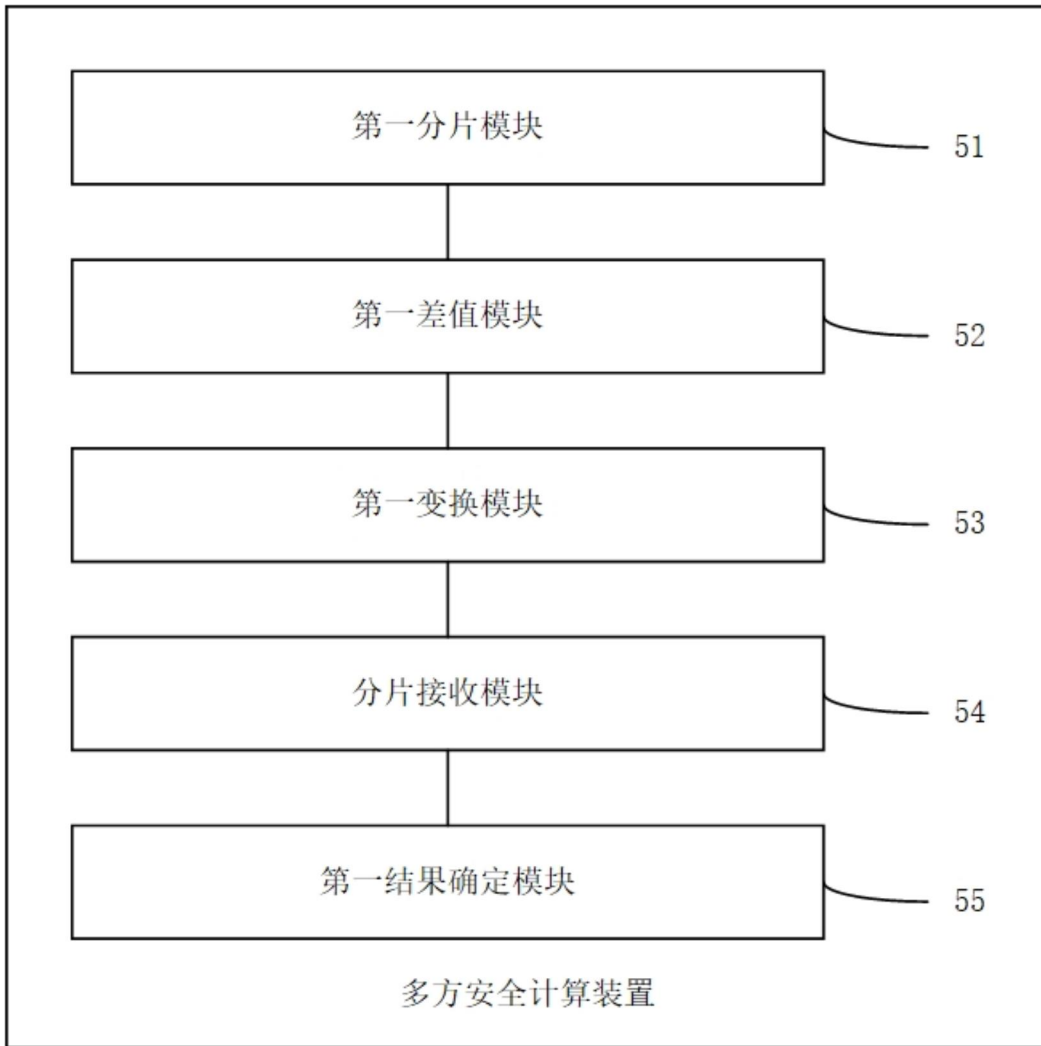 第一分片模块
51
第一差值模块
52
第一变换模块
53
分片接收模块
54
第一结果确定模块
55
多方安全计算装置